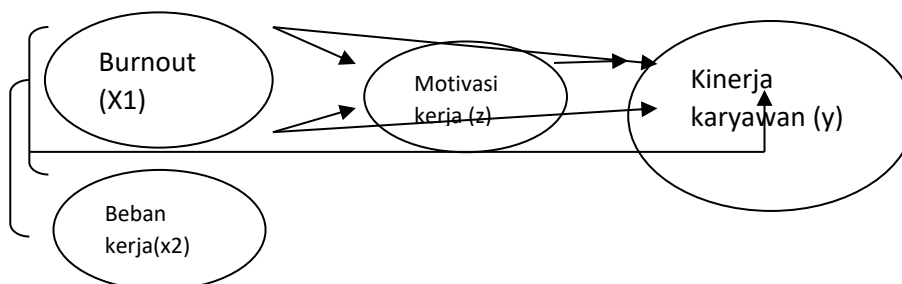 Burnout
(X1)
Motivasi
kerja (z)
Kinerja
karyawan (y)
Beban
kerja(x2)